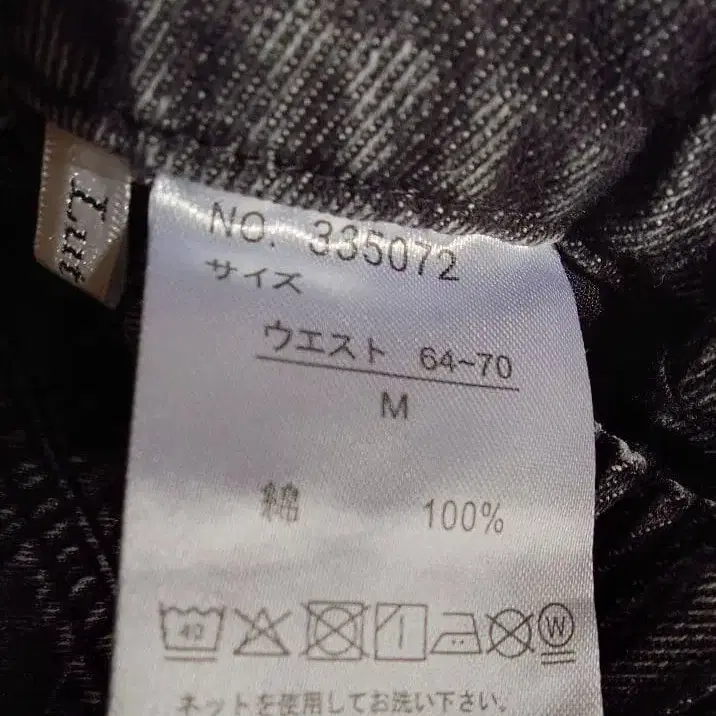 NO. 335072
サイズ
ウエスト 64~70
M
綿 100%
40
W
ネットを使用してお洗い下さい。